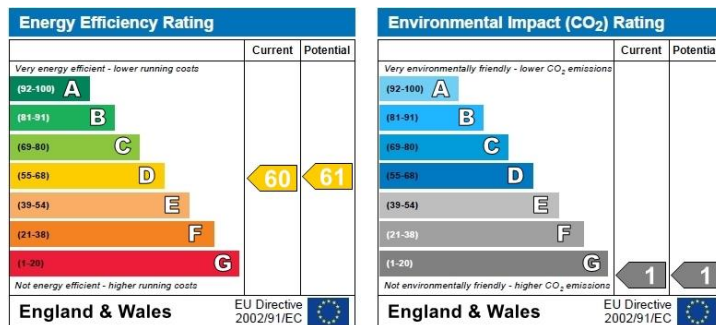 Energy Efficiency Rating
Current Potential
Very energy efficient - lower running costs
(92-100) A
(81-91) B
(69-80) C
(55-68) D
60 61
(39-54) E
(21-38) F
(1-20) G
Not energy efficient - higher running costs
England & Wales
EU Directive
2002/91/EC
Environmental Impact (CO₂) Rating
Current Potential
Very environmentally friendly - lower CO₂ emissions
(92-100) A
(81-91) B
(69-80) C
(55-68) D
(39-54) E
(21-38) F
(1-20) G
1 1
Not environmentally friendly - higher CO₂ emissions
England & Wales
EU Directive
2002/91/EC